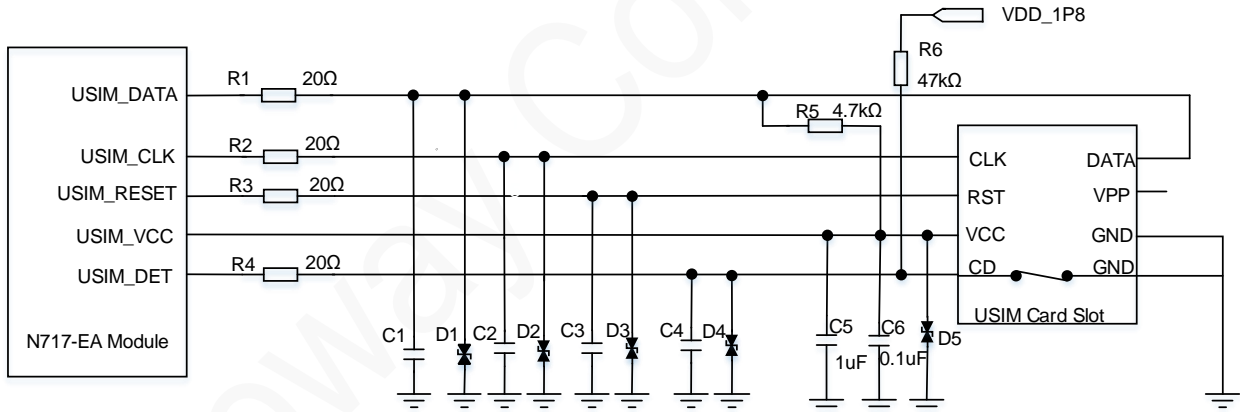 VDD_1P8
R6
47kΩ
R1 20Ω
USIM_DATA
R5 4.7kΩ
R2 20Ω
USIM_CLK
CLK DATA
R3 20Ω
USIM_RESET
RST VPP
USIM_VCC
VCC GND
R4 20Ω
USIM_DET
CD GND
USIM Card Slot
N717-EA Module
C1 D1 C2 D2 C3 D3 C4 D4 C5 C6 D5
1uF 0.1uF